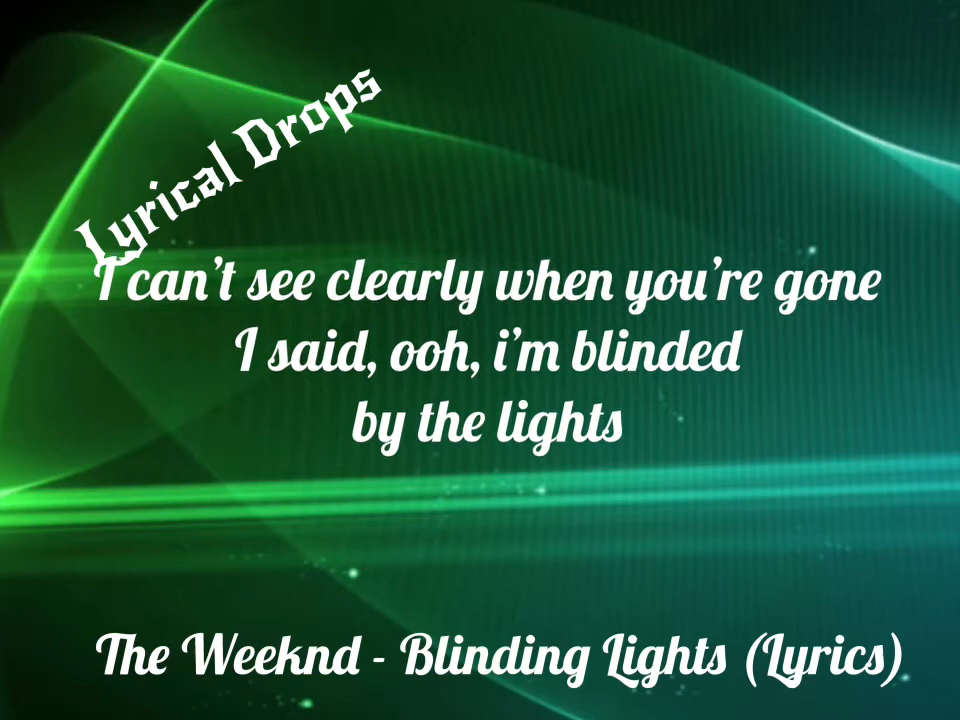 Lyrical Drops
I can't see clearly when you're gone
I said, ooh, i'm blinded
by the lights
The Weeknd - Blinding Lights (Lyrics)